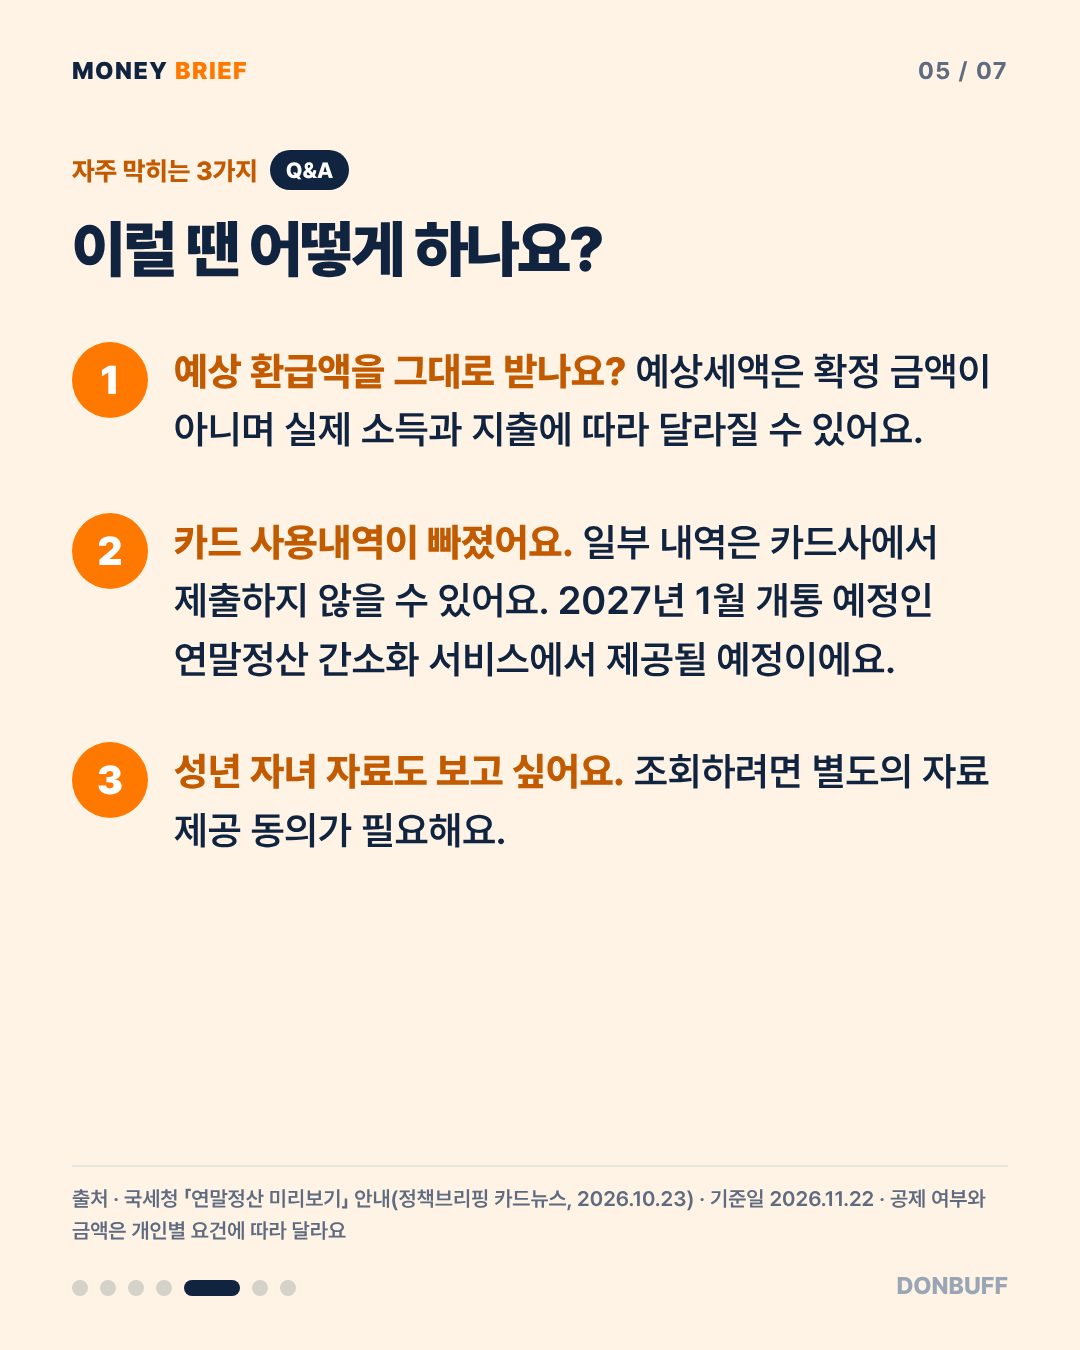 MONEY BRIEF
05 / 07
자주 막히는 3가지 Q&A
이럴 땐 어떻게 하나요?
1 예상 환급액을 그대로 받나요? 예상세액은 확정 금액이
아니며 실제 소득과 지출에 따라 달라질 수 있어요.
2 카드 사용내역이 빠졌어요. 일부 내역은 카드사에서
제출하지 않을 수 있어요. 2027년 1월 개통 예정인
연말정산 간소화 서비스에서 제공될 예정이에요.
3 성년 자녀 자료도 보고 싶어요. 조회하려면 별도의 자료
제공 동의가 필요해요.
출처 · 국세청 「연말정산 미리보기」 안내(정책브리핑 카드뉴스, 2026.10.23) · 기준일 2026.11.22 · 공제 여부와
금액은 개인별 요건에 따라 달라요
DONBUFF